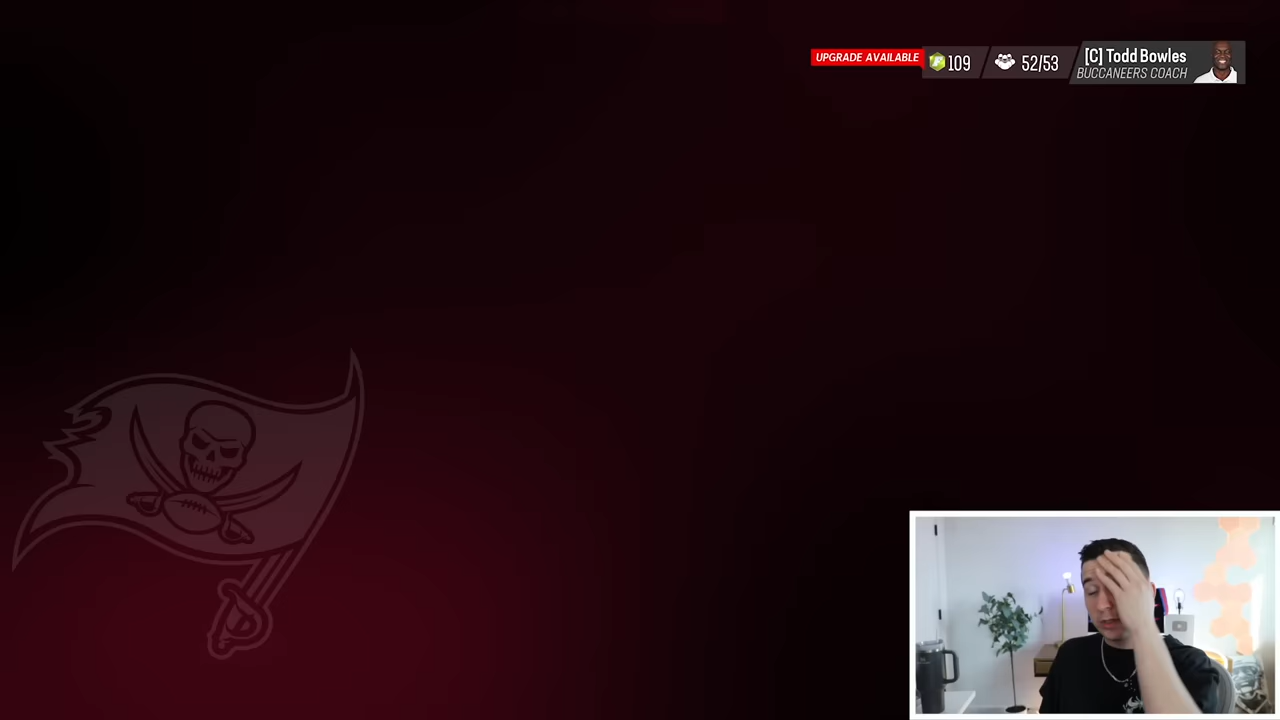 UPGRADE AVAILABLE
109
52/53
[C] Todd Bowles
BUCCANEERS COACH